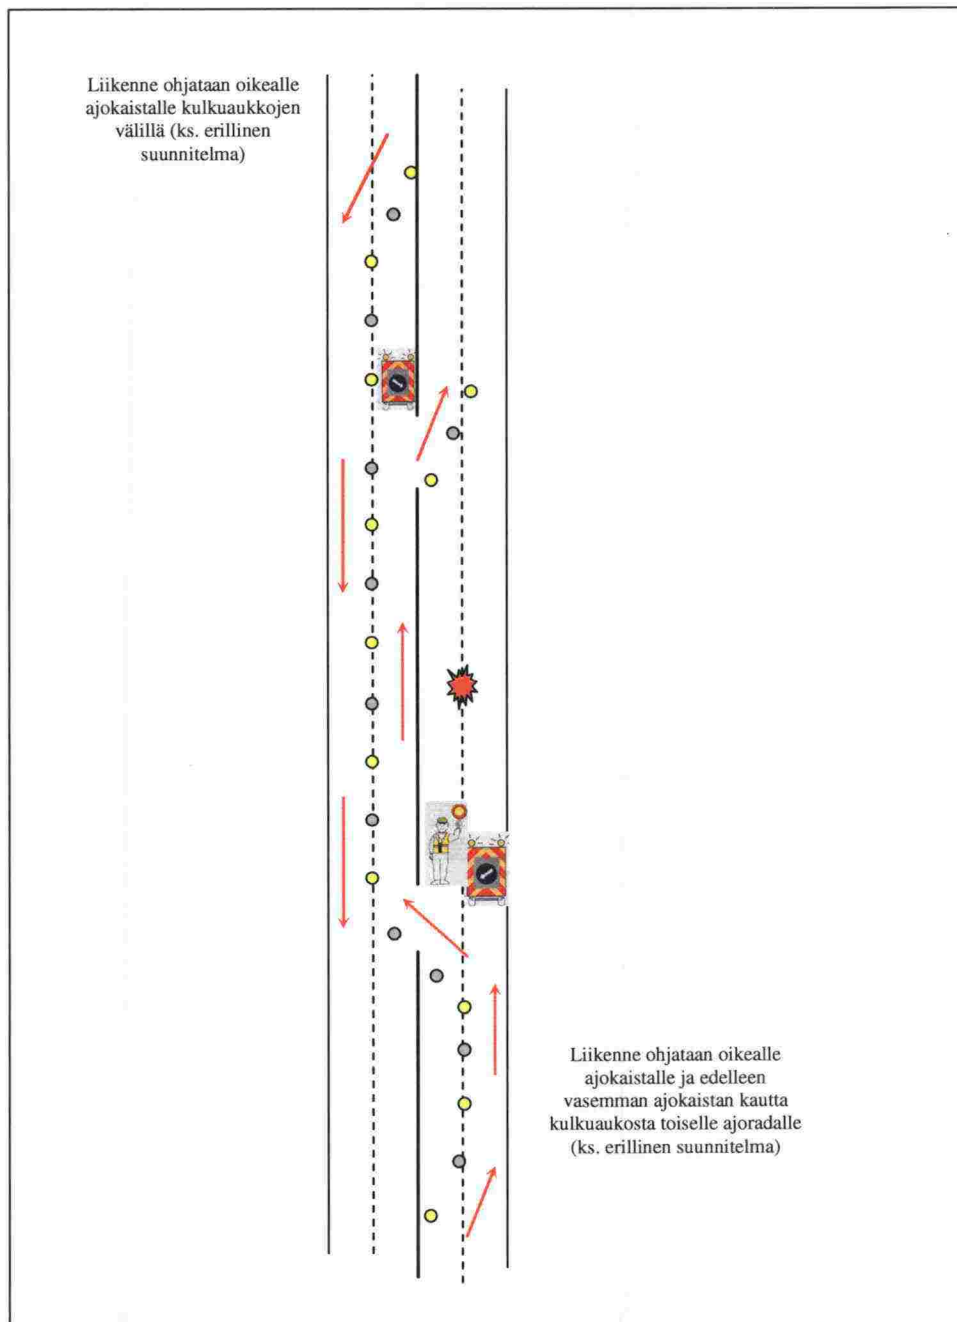 Liikenne ohjataan oikealle
ajokaistalle kulkuaukkojen
välillä (ks. erillinen
suunnitelma)
Liikenne ohjataan oikealle
ajokaistalle ja edelleen
vasemman ajokaistan kautta
kulkuaukosta toiselle ajoradalle
(ks. erillinen suunnitelma)